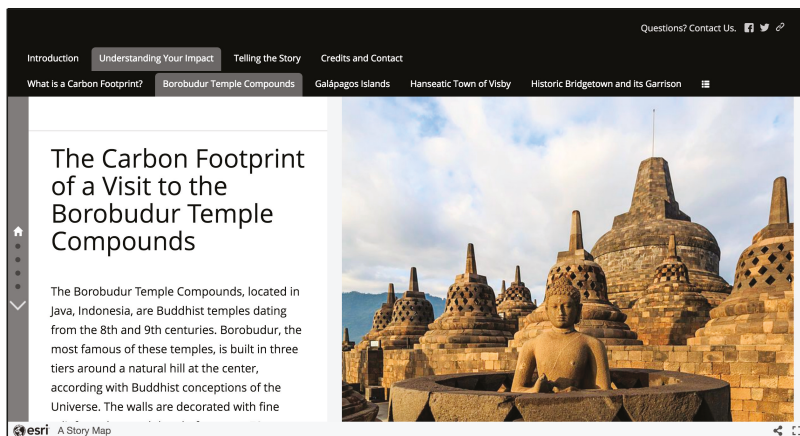 Questions? Contact Us.
Introduction Understanding Your Impact Telling the Story Credits and Contact
What is a Carbon Footprint? Borobudur Temple Compounds Galápagos Islands Hanseatic Town of Visby Historic Bridgetown and its Garrison
The Carbon Footprint
of a Visit to the
Borobudur Temple
Compounds
The Borobudur Temple Compounds, located in
Java, Indonesia, are Buddhist temples dating
from the 8th and 9th centuries. Borobudur, the
most famous of these temples, is built in three
tiers around a natural hill at the center,
according with Buddhist conceptions of the
Universe. The walls are decorated with fine
esri A Story Map